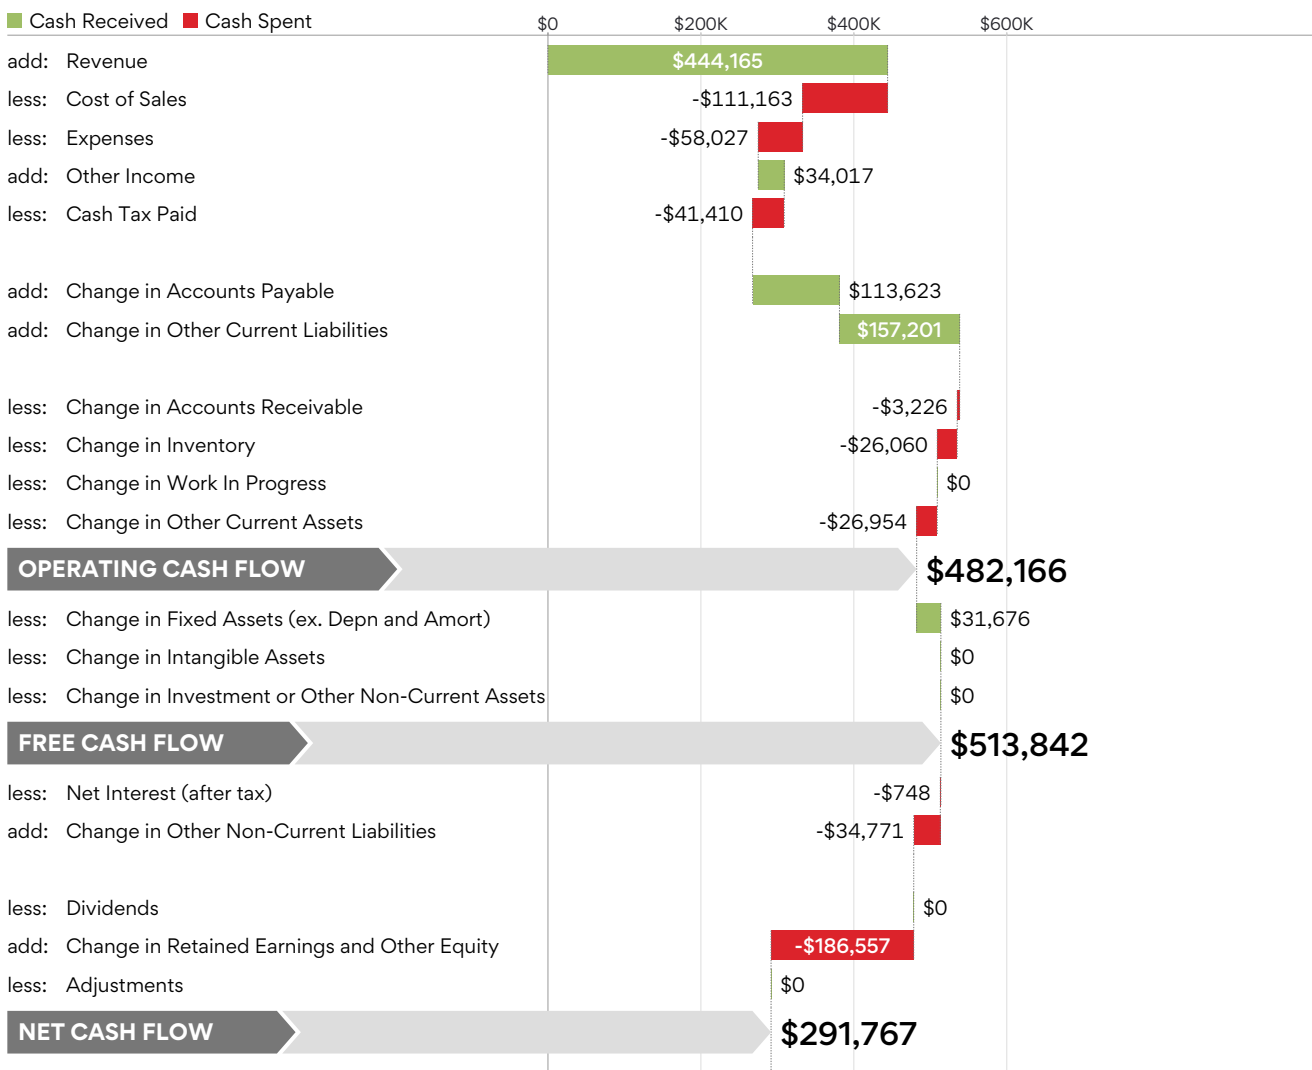 Cash Received Cash Spent $0 $200K $400K $600K
add: Revenue $444,165
less: Cost of Sales -$111,163
less: Expenses -$58,027
add: Other Income $34,017
less: Cash Tax Paid -$41,410
add: Change in Accounts Payable $113,623
add: Change in Other Current Liabilities $157,201
less: Change in Accounts Receivable -$3,226
less: Change in Inventory -$26,060
less: Change in Work In Progress $0
less: Change in Other Current Assets -$26,954
OPERATING CASH FLOW $482,166
less: Change in Fixed Assets (ex. Depn and Amort) $31,676
less: Change in Intangible Assets $0
less: Change in Investment or Other Non-Current Assets $0
FREE CASH FLOW $513,842
less: Net Interest (after tax) -$748
add: Change in Other Non-Current Liabilities -$34,771
less: Dividends $0
add: Change in Retained Earnings and Other Equity -$186,557
less: Adjustments $0
NET CASH FLOW $291,767